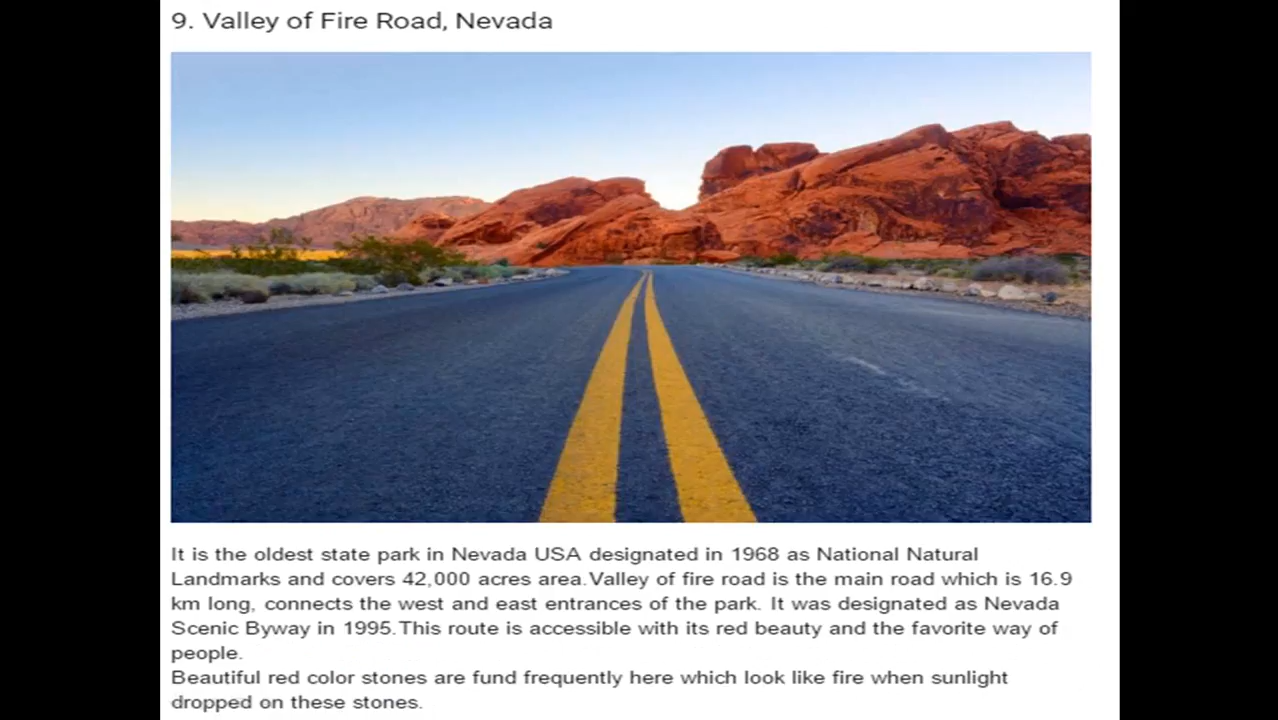 9. Valley of Fire Road, Nevada
It is the oldest state park in Nevada USA designated in 1968 as National Natural
Landmarks and covers 42,000 acres area.Valley of fire road is the main road which is 16.9
km long, connects the west and east entrances of the park. It was designated as Nevada
Scenic Byway in 1995.This route is accessible with its red beauty and the favorite way of
people.
Beautiful red color stones are fund frequently here which look like fire when sunlight
dropped on these stones.